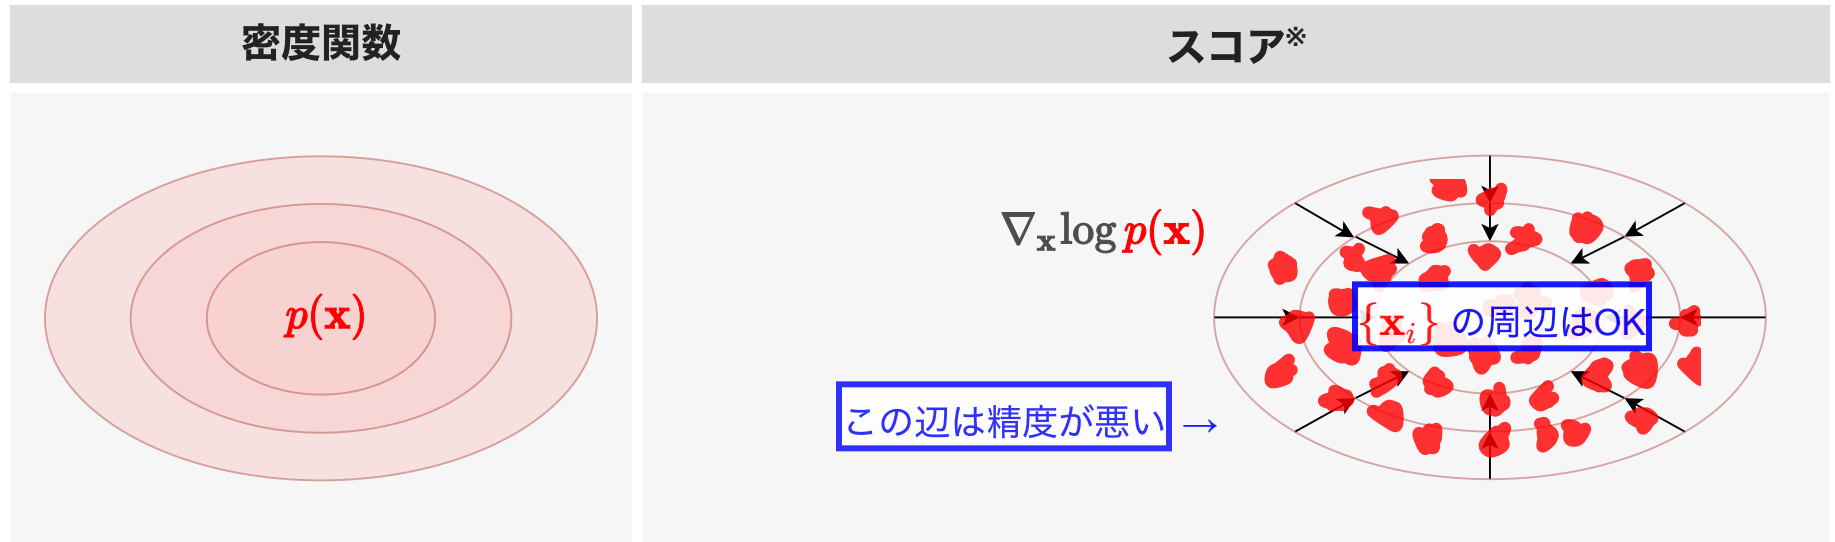 密度関数
スコア※
p(x)
∇ₓ log p(x)
{xᵢ} の周辺はOK
この辺は精度が悪い →